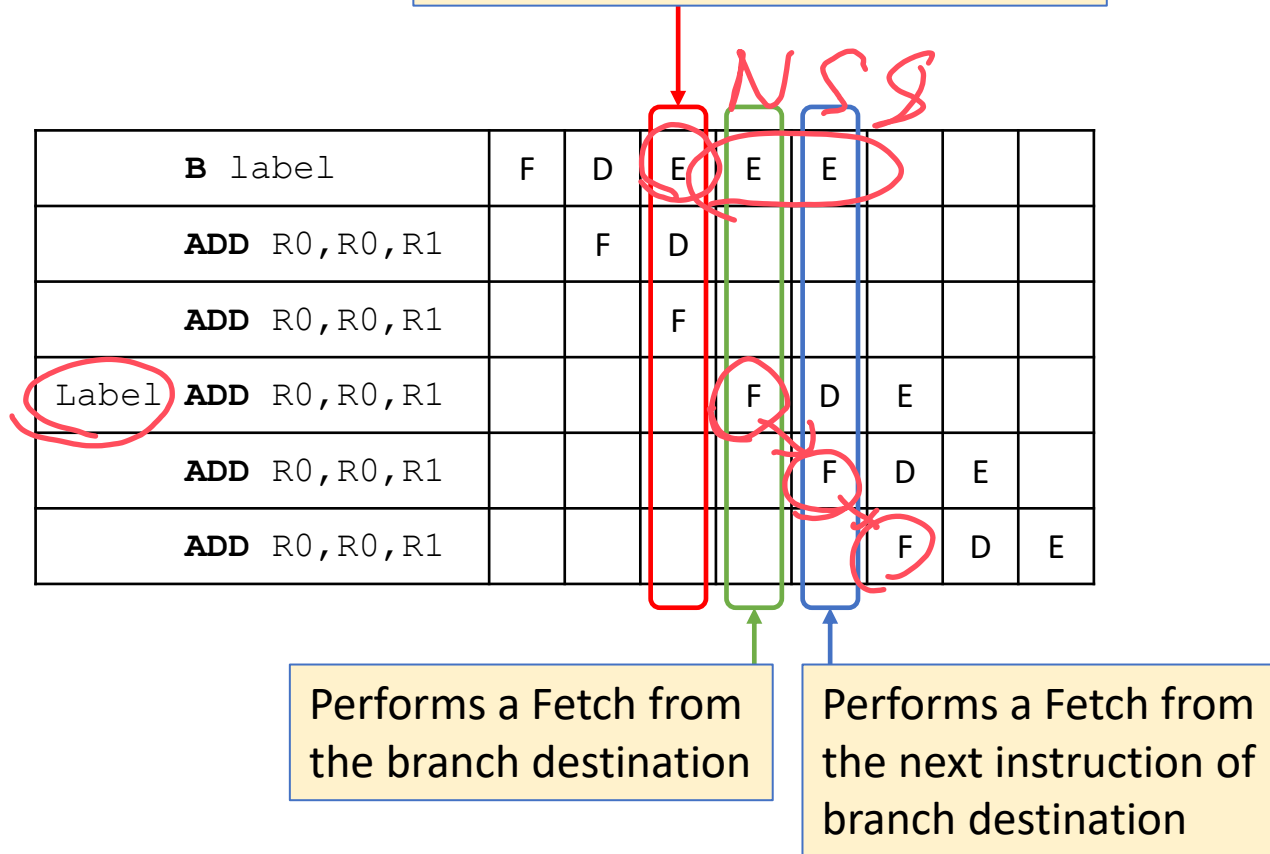 N S S
B label F D E E E
ADD R0,R0,R1 F D
ADD R0,R0,R1 F
Label ADD R0,R0,R1 F D E
ADD R0,R0,R1 F D E
ADD R0,R0,R1 F D E
Performs a Fetch from
the branch destination
Performs a Fetch from
the next instruction of
branch destination